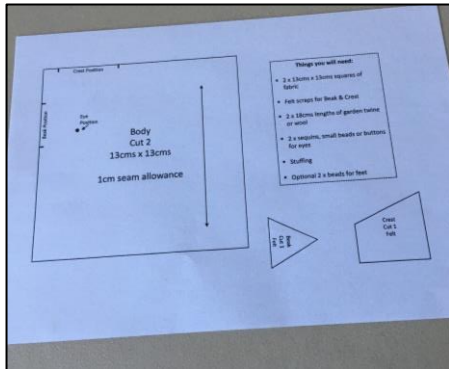 Crest Position
Beak Position
Eye
Position
Body
Cut 2
13cms x 13cms
1cm seam allowance
Things you will need:
• 2 x 13cms x 13cms squares of
fabric
• Felt scraps for Beak & Crest
• 2 x 18cms lengths of garden twine
or wool
• 2 x sequins, small beads or buttons
for eyes
• Stuffing
• Optional 2 x beads for feet
Beak
Cut 1
Felt
Crest
Cut 1
Felt